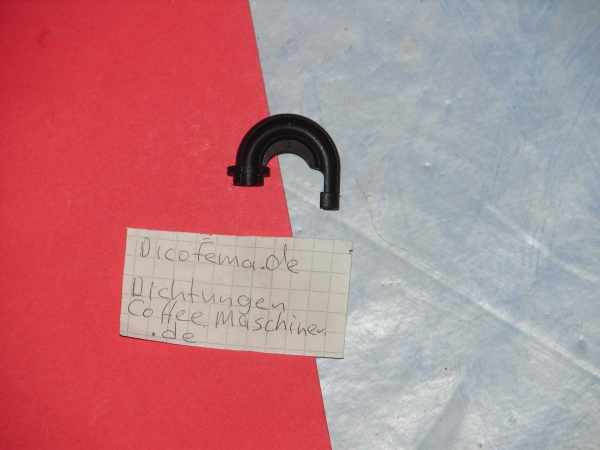 Dicofema.de
Dichtungen
Coffee Maschinen
.de